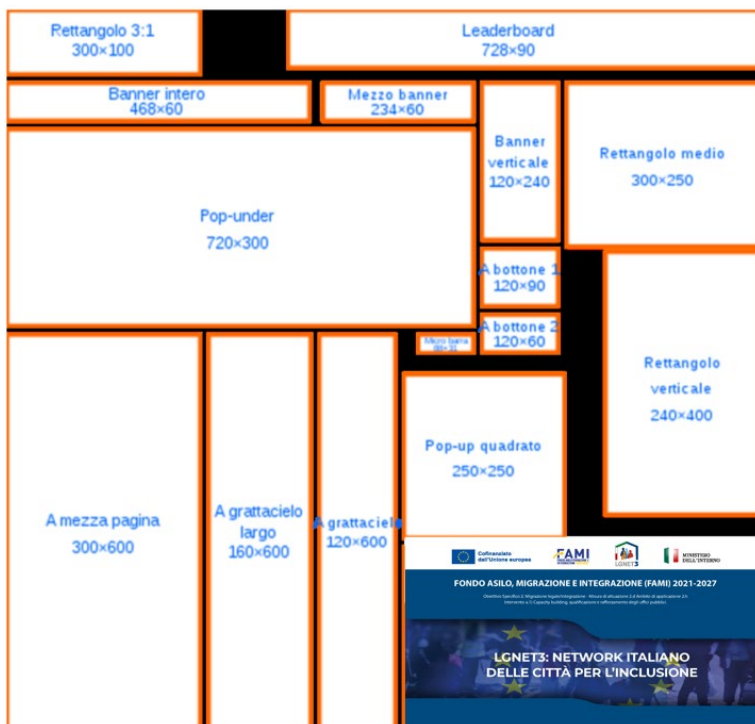 Rettangolo 3:1
300×100
Leaderboard
728×90
Banner intero
468×60
Mezzo banner
234×60
Banner
verticale
120×240
Rettangolo medio
300×250
Pop-under
720×300
A bottone 1
120×90
A bottone 2
120×60
Micro barra
88×31
Rettangolo
verticale
240×400
Pop-up quadrato
250×250
A mezza pagina
300×600
A grattacielo
largo
160×600
A grattacielo
120×600
Cofinanziato
dall'Unione europea
FAMI
LGNET3
MINISTERO
DELL'INTERNO
FONDO ASILO, MIGRAZIONE E INTEGRAZIONE (FAMI) 2021-2027
LGNET3: NETWORK ITALIANO
DELLE CITTÀ PER L'INCLUSIONE